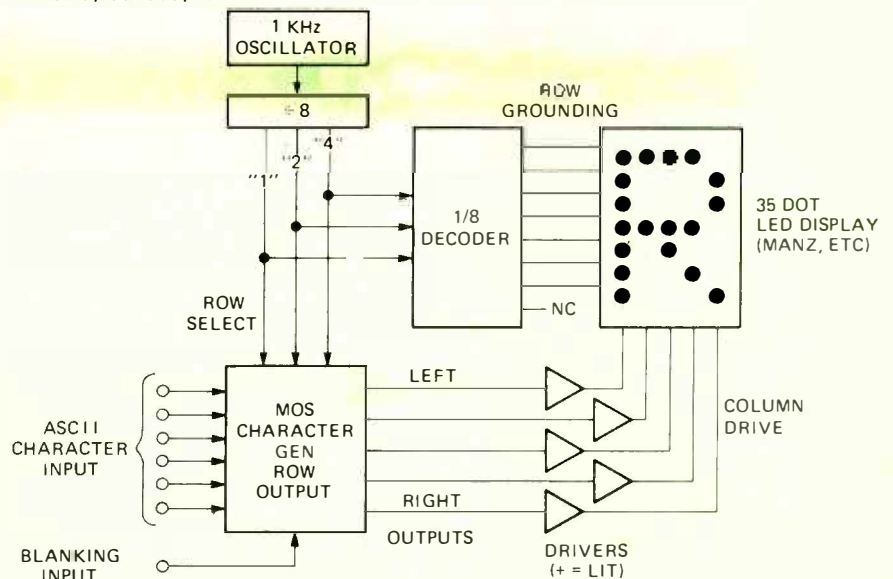 1 KHz
OSCILLATOR
÷8
"1"
"2"
"4"
ROW
GROUNDING
1/8
DECODER
NC
35 DOT
LED DISPLAY
(MANZ, ETC)
ROW
SELECT
ASCII
CHARACTER
INPUT
MOS
CHARACTER
GEN
ROW
OUTPUT
LEFT
RIGHT
OUTPUTS
COLUMN
DRIVE
DRIVERS
(+ = LIT)
BLANKING
INPUT